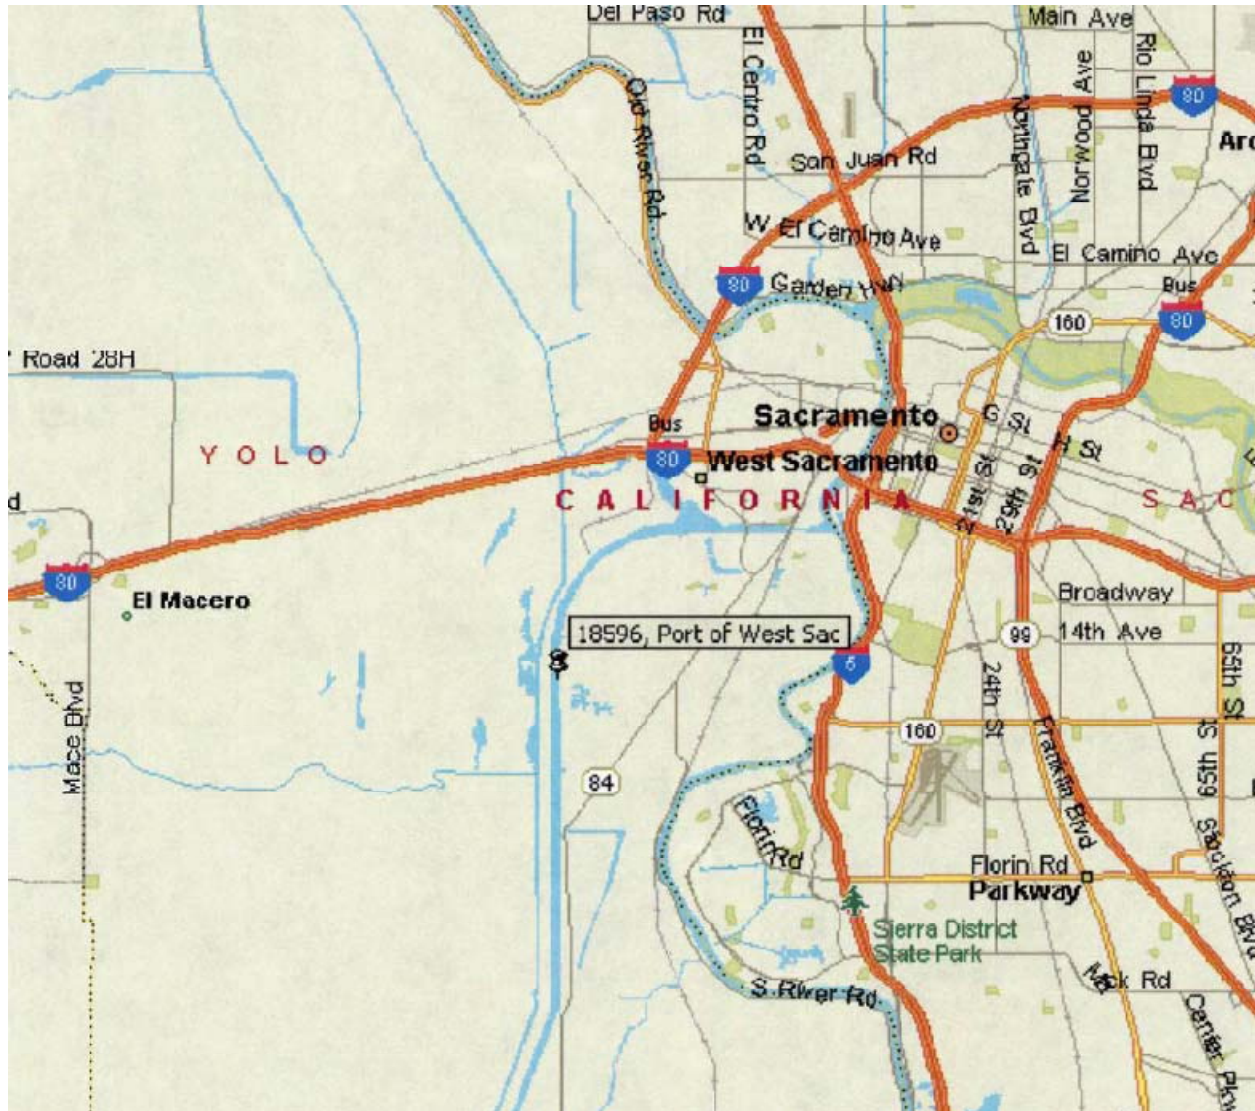 Del Paso Rd
Main Ave
El Centro Rd
Rio Linda Blvd
Norwood Ave
Northgate Blvd
Old River Rd
80
San Juan Rd
W El Camino Ave
El Camino Ave
80
Garden
Bus
80
160
Road 28H
Sacramento
G St
H St
Bus
80
West Sacramento
YOLO
CALIFORNIA
SAC
21st St
29th St
80
El Macero
Broadway
14th Ave
99
18596, Port of West Sac
5
65th St
24th St
Mace Blvd
160
Franklin Blvd
65th St
84
Florin Rd
Florin Rd
Parkway
Stockton Blvd
Sierra District
State Park
S River Rd
Mack Rd
Center Pkw